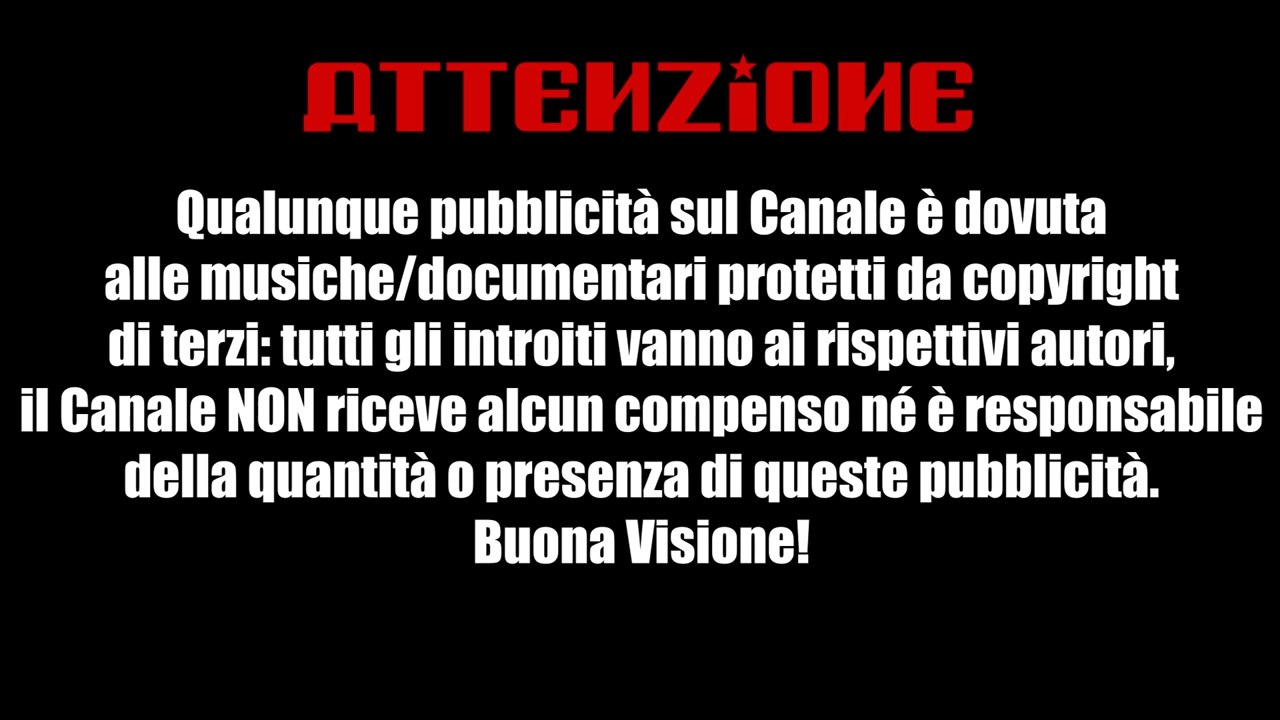 ATTENZiONE
Qualunque pubblicità sul Canale è dovuta
alle musiche/documentari protetti da copyright
di terzi: tutti gli introiti vanno ai rispettivi autori,
il Canale NON riceve alcun compenso né è responsabile
della quantità o presenza di queste pubblicità.
Buona Visione!